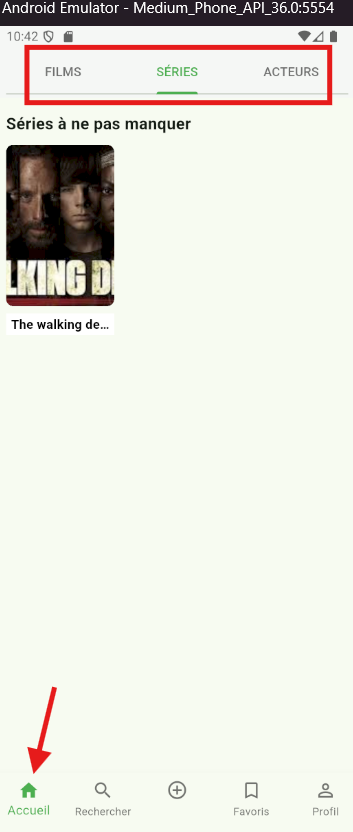 Android Emulator - Medium_Phone_API_36.0:5554
10:42
FILMS SÉRIES ACTEURS
Séries à ne pas manquer
LKING D
The walking de...
Accueil Rechercher Favoris Profil